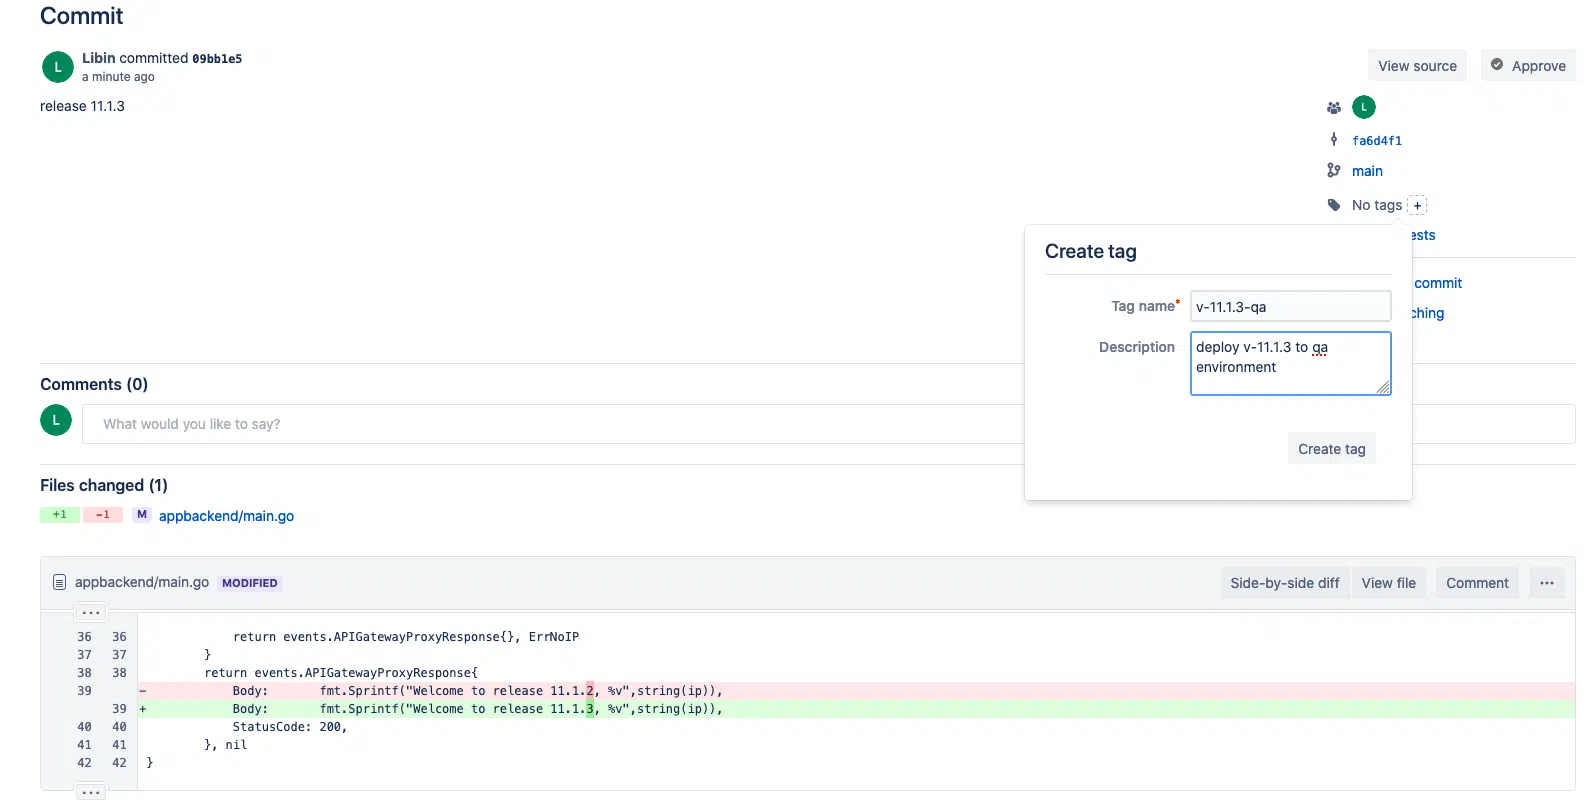 Commit
L
Libin committed 09bb1e5
a minute ago
View source
Approve
release 11.1.3
L
fa6d4f1
main
No tags +
ests
commit
ching
Create tag
Tag name*
v-11.1.3-qa
Description
deploy v-11.1.3 to qa
environment
Create tag
Comments (0)
L
What would you like to say?
Files changed (1)
+1 -1 M appbackend/main.go
appbackend/main.go MODIFIED
Side-by-side diff View file Comment ...
...
36 36 return events.APIGatewayProxyResponse{}, ErrNoIP
37 37 }
38 38 return events.APIGatewayProxyResponse{
39 - Body: fmt.Sprintf("Welcome to release 11.1.2, %v",string(ip)),
39 + Body: fmt.Sprintf("Welcome to release 11.1.3, %v",string(ip)),
40 40 StatusCode: 200,
41 41 }, nil
42 42 }
...